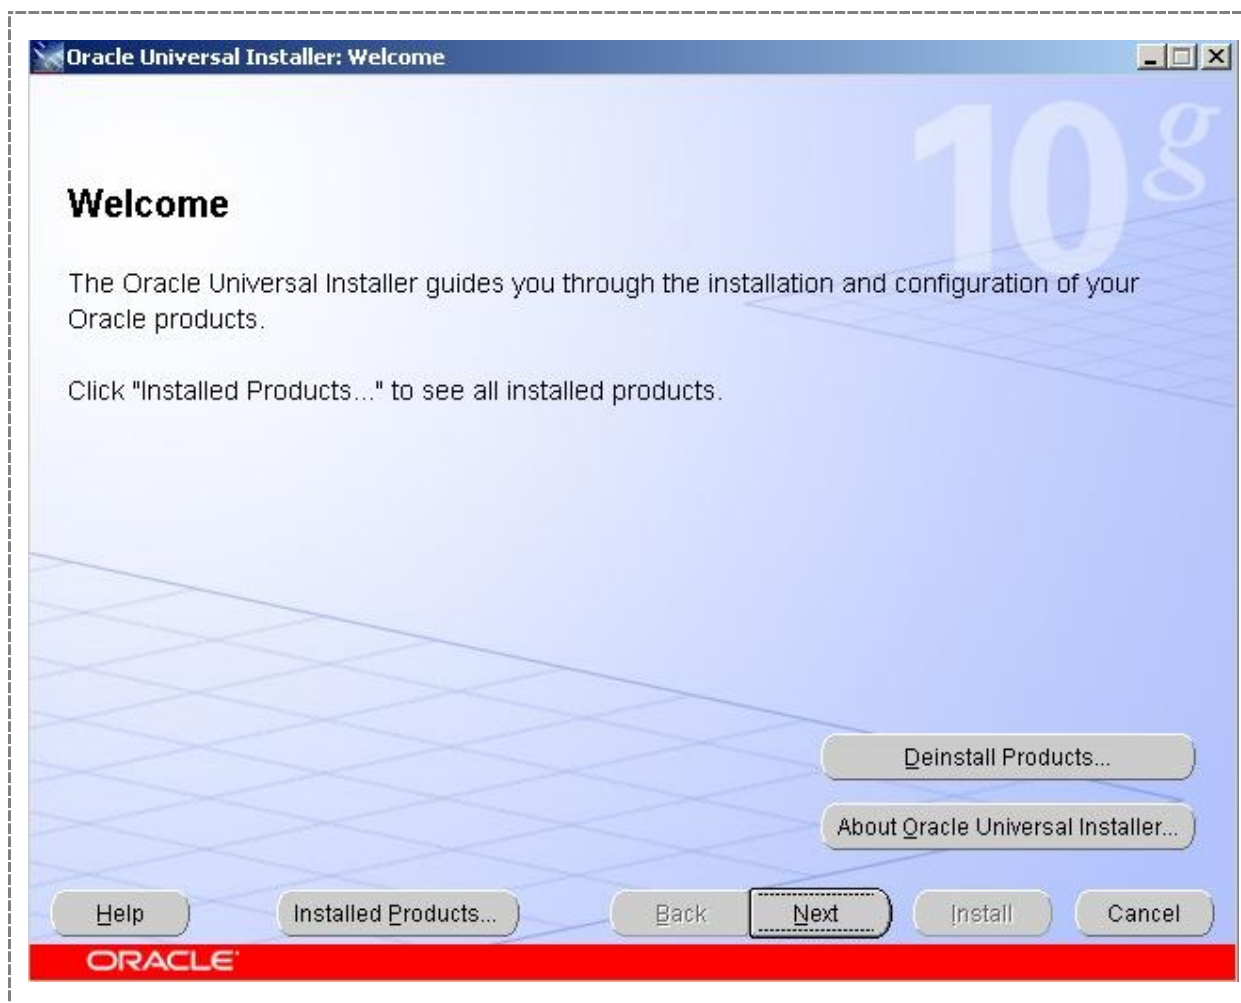 Oracle Universal Installer: Welcome
10g
Welcome
The Oracle Universal Installer guides you through the installation and configuration of your
Oracle products.
Click "Installed Products..." to see all installed products.
Deinstall Products...
About Oracle Universal Installer...
Help Installed Products... Back Next Install Cancel
ORACLE